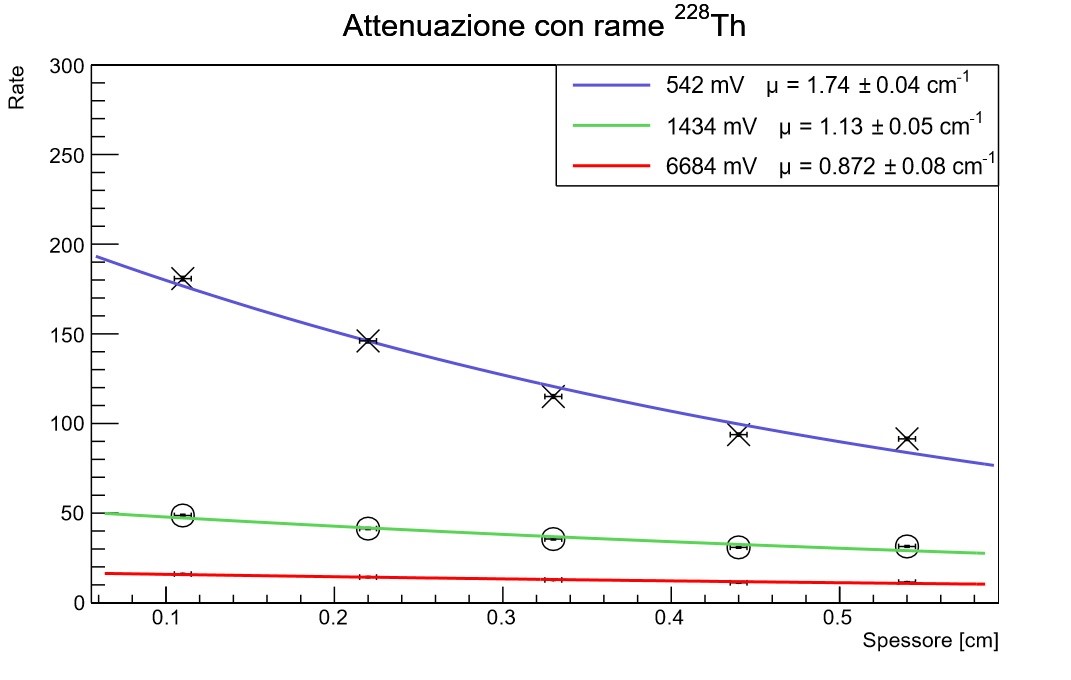 Attenuazione con rame ²²⁸Th
Rate
300
250
200
150
100
50
0
542 mV μ = 1.74 ± 0.04 cm⁻¹
1434 mV μ = 1.13 ± 0.05 cm⁻¹
6684 mV μ = 0.872 ± 0.08 cm⁻¹
0.1 0.2 0.3 0.4 0.5
Spessore [cm]